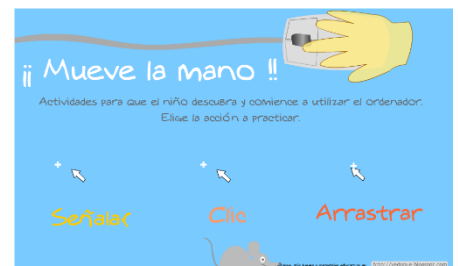 ¡¡ Mueve la mano !!
Actividades para que el niño descubra y comience a utilizar el ordenador.
Elige la acción a practicar.
Señalar
Clic
Arrastrar